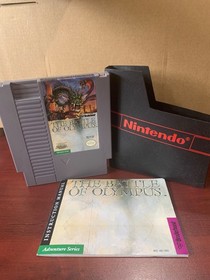 THE BATTLE
OF OLYMPUS
Nintendo®
THE BATTLE
OF OLYMPUS
INSTRUCTION MANUAL
Adventure Series